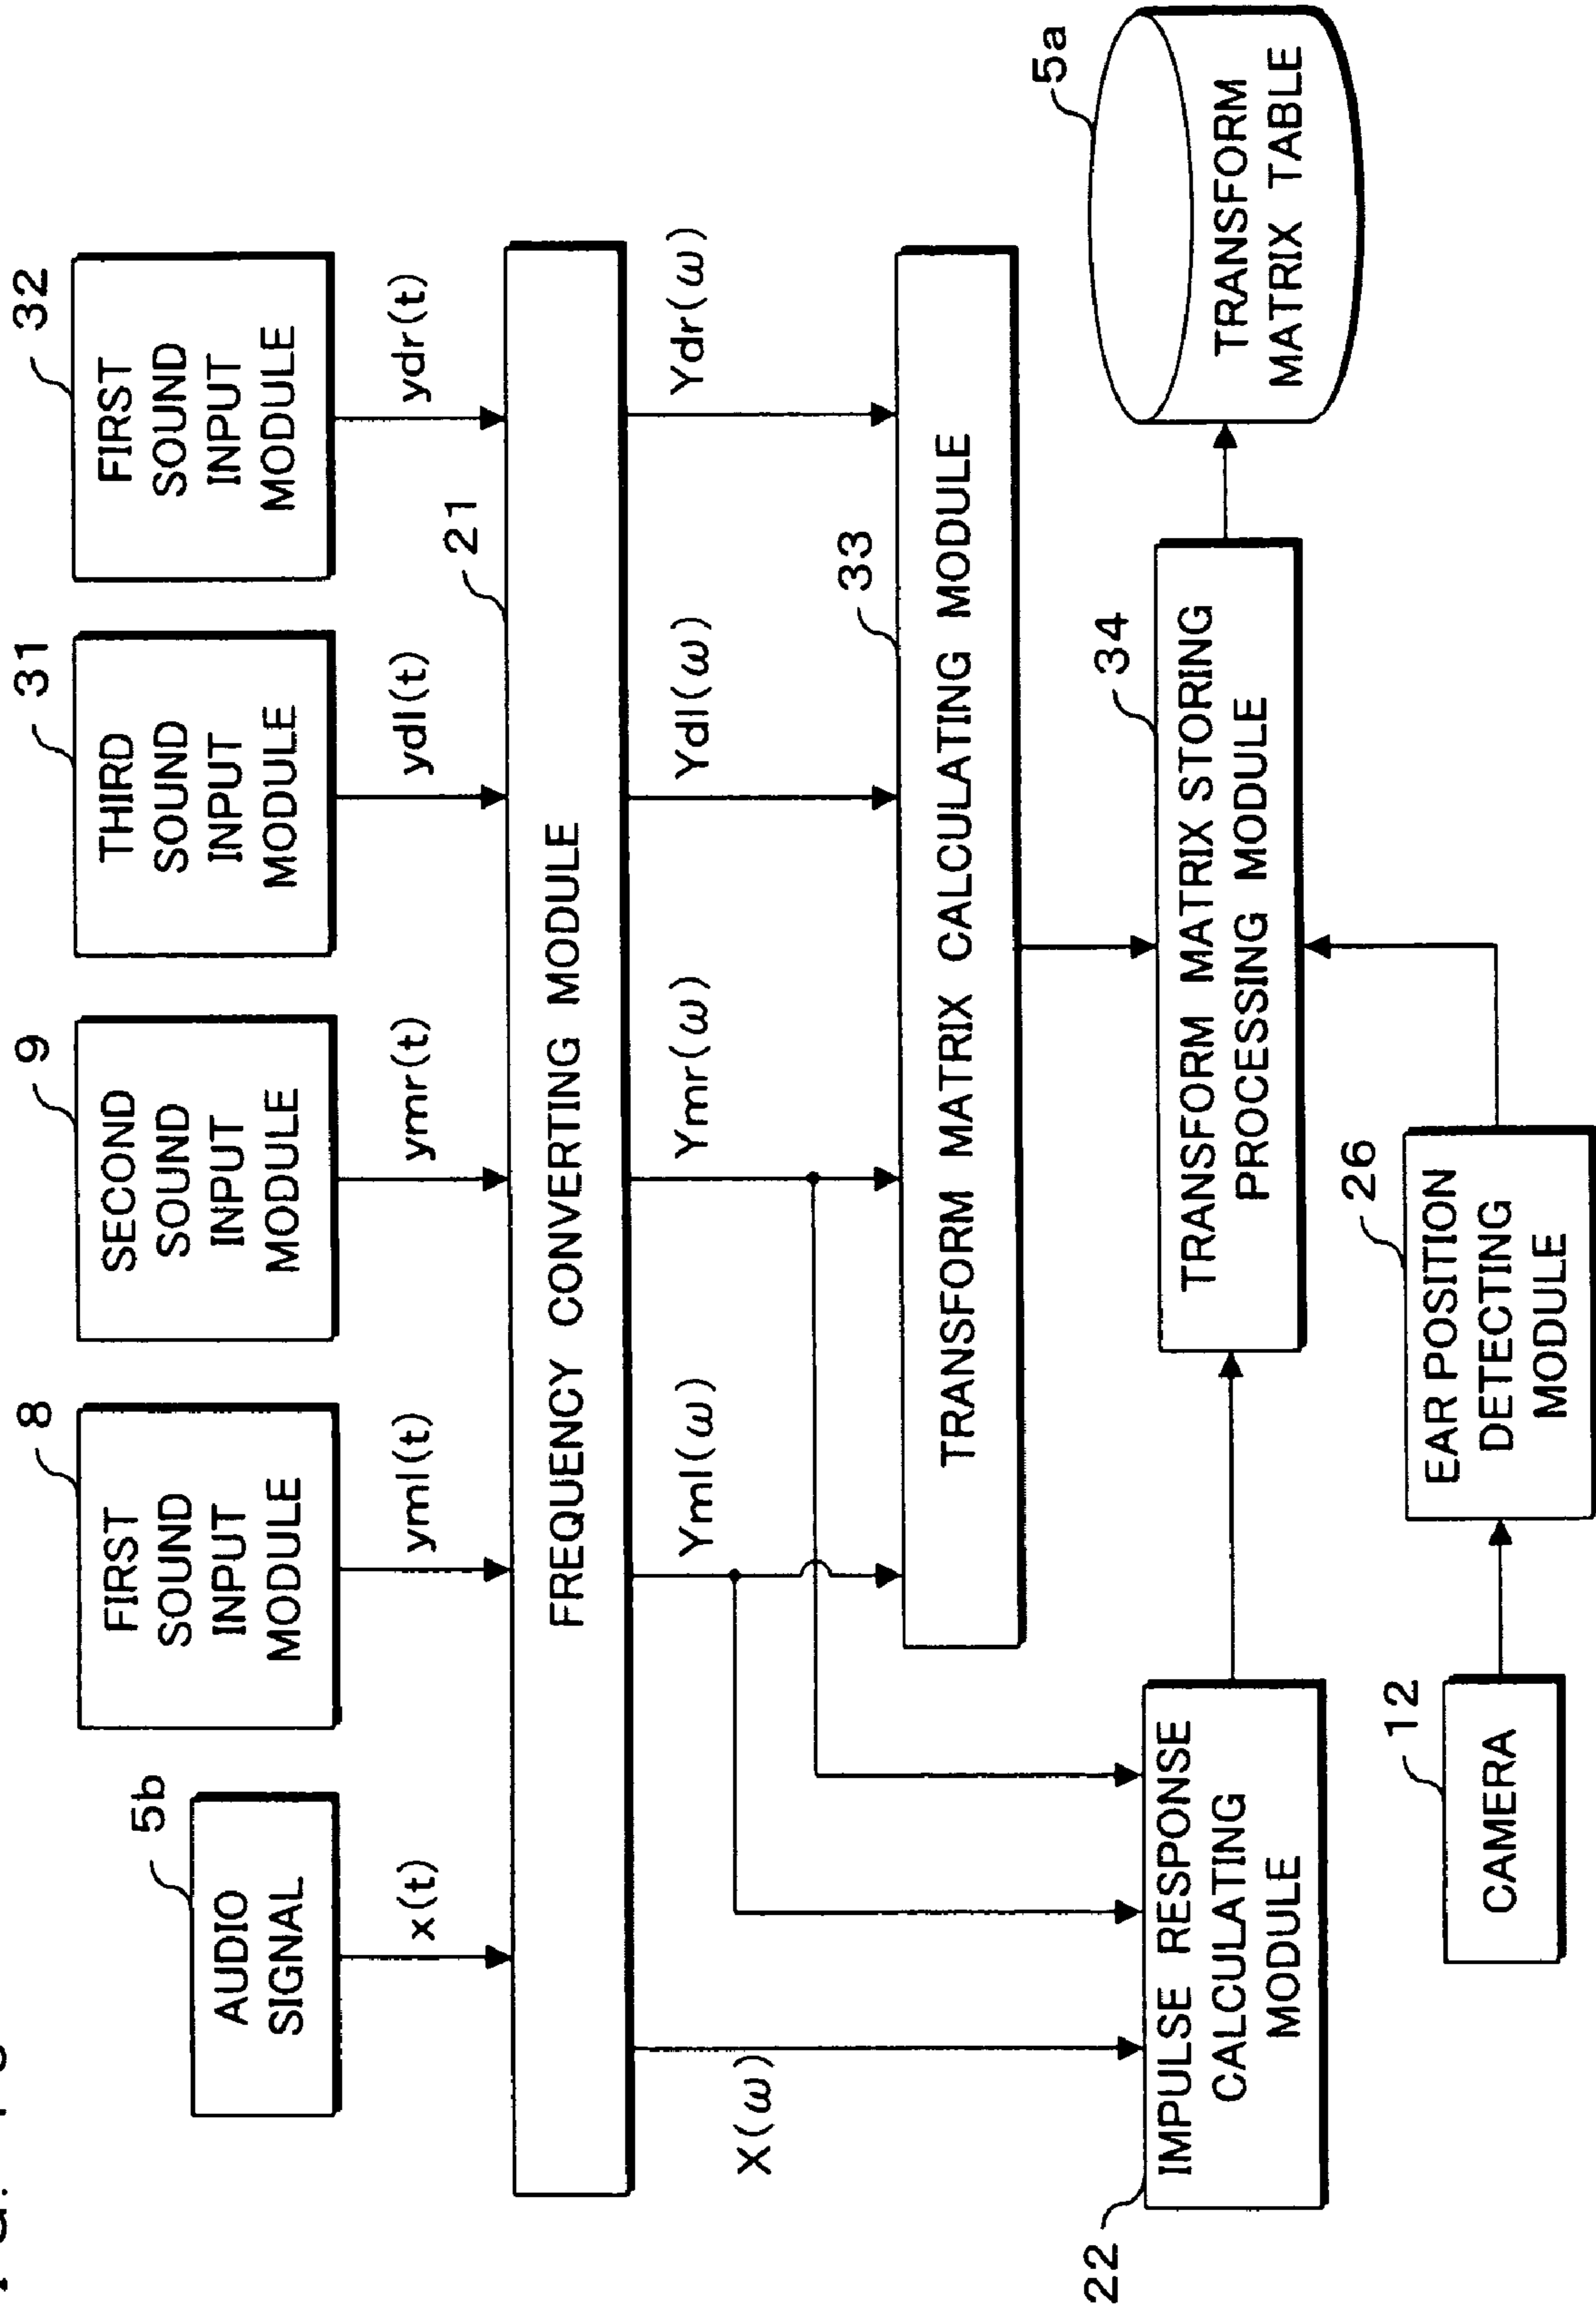 5b
AUDIO
SIGNAL
8
FIRST
SOUND
INPUT
MODULE
9
SECOND
SOUND
INPUT
MODULE
31
THIRD
SOUND
INPUT
MODULE
32
FIRST
SOUND
INPUT
MODULE
x(t)
yml(t)
ymr(t)
ydl(t)
ydr(t)
21
FREQUENCY CONVERTING MODULE
X(ω)
Yml(ω)
Ymr(ω)
Ydl(ω)
Ydr(ω)
33
TRANSFORM MATRIX CALCULATING MODULE
22
IMPULSE RESPONSE
CALCULATING
MODULE
34
TRANSFORM MATRIX STORING
PROCESSING MODULE
5a
TRANSFORM
MATRIX TABLE
12
CAMERA
26
EAR POSITION
DETECTING
MODULE